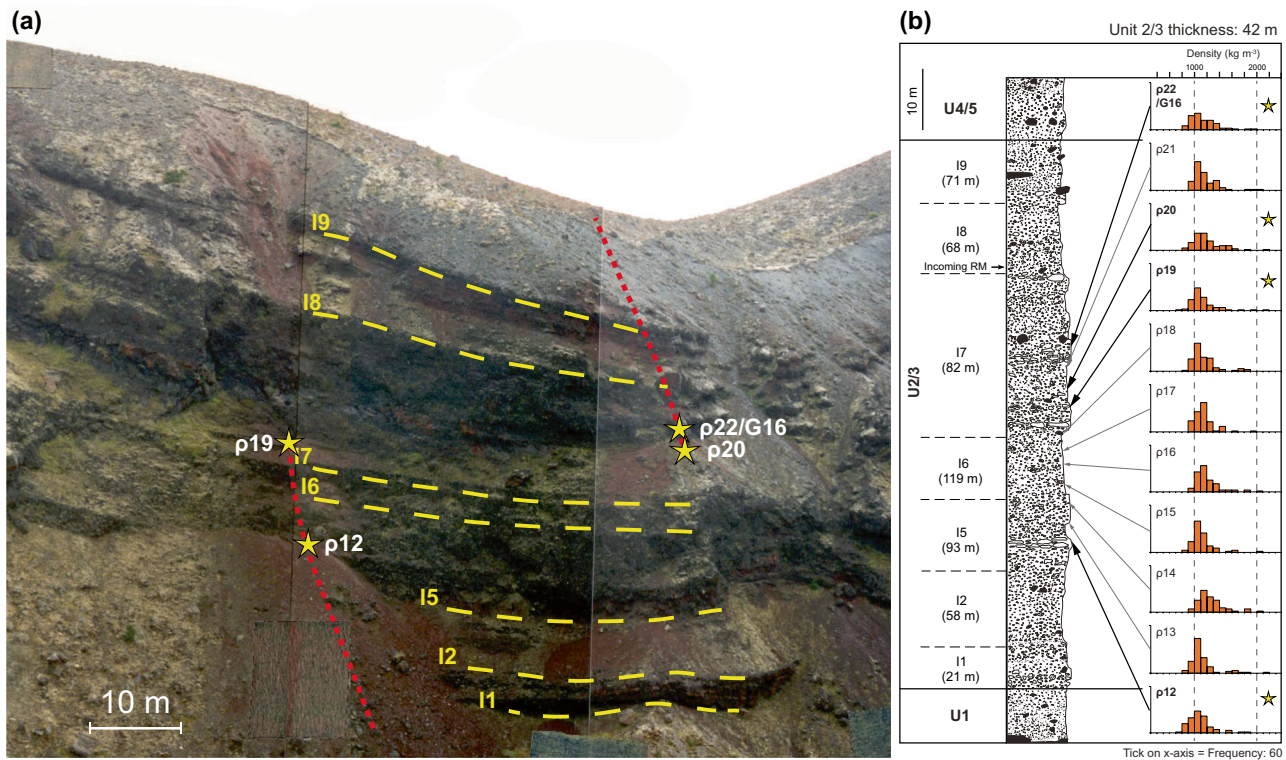 (a)
I9
I8
ρ19
ρ22/G16
ρ20
I7
I6
ρ12
I5
I2
I1
10 m
(b)
Unit 2/3 thickness: 42 m
Density (kg m⁻³)
1000 2000
10 m
U4/5
U2/3
U1
I9
(71 m)
I8
(68 m)
Incoming RM
I7
(82 m)
I6
(119 m)
I5
(93 m)
I2
(58 m)
I1
(21 m)
ρ22
/G16
ρ21
ρ20
ρ19
ρ18
ρ17
ρ16
ρ15
ρ14
ρ13
ρ12
Tick on x-axis = Frequency: 60